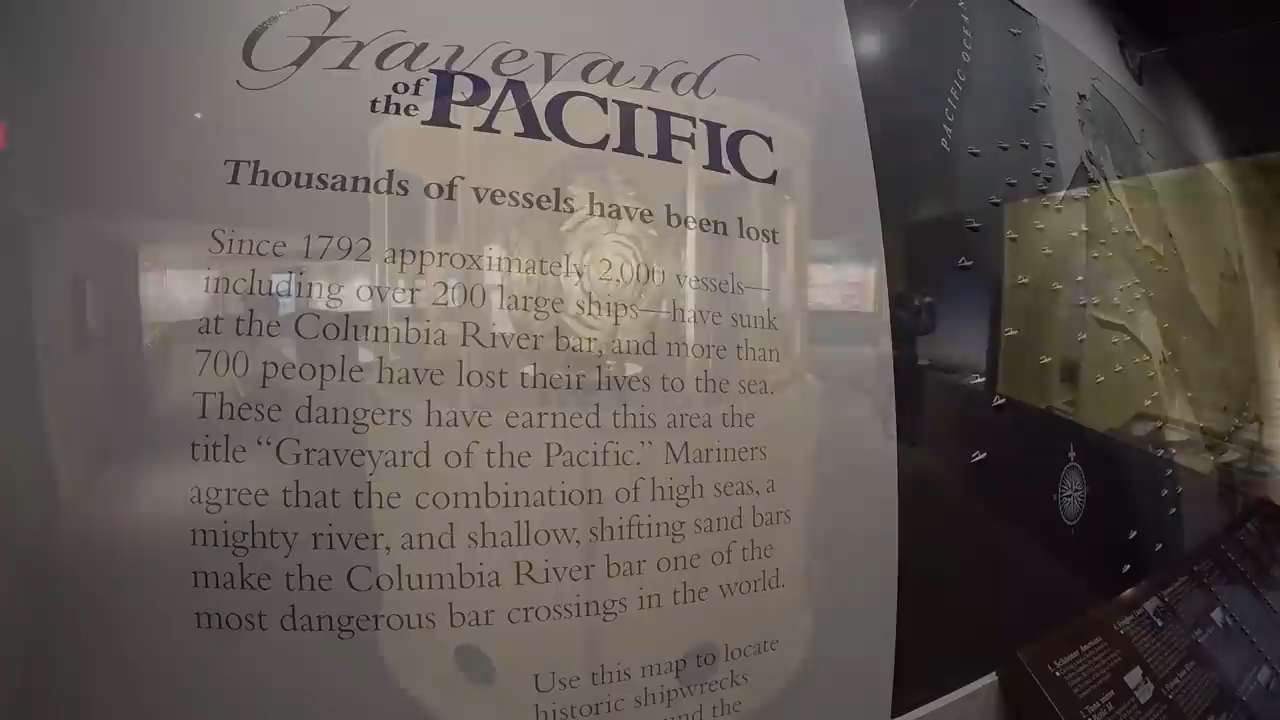 Graveyard
of
the PACIFIC
Thousands of vessels have been lost
Since 1792 approximately 2,000 vessels—
including over 200 large ships—have sunk
at the Columbia River bar, and more than
700 people have lost their lives to the sea.
These dangers have earned this area the
title “Graveyard of the Pacific.” Mariners
agree that the combination of high seas, a
mighty river, and shallow, shifting sand bars
make the Columbia River bar one of the
most dangerous bar crossings in the world.
Use this map to locate
historic shipwrecks
the
PACIFIC OCEAN